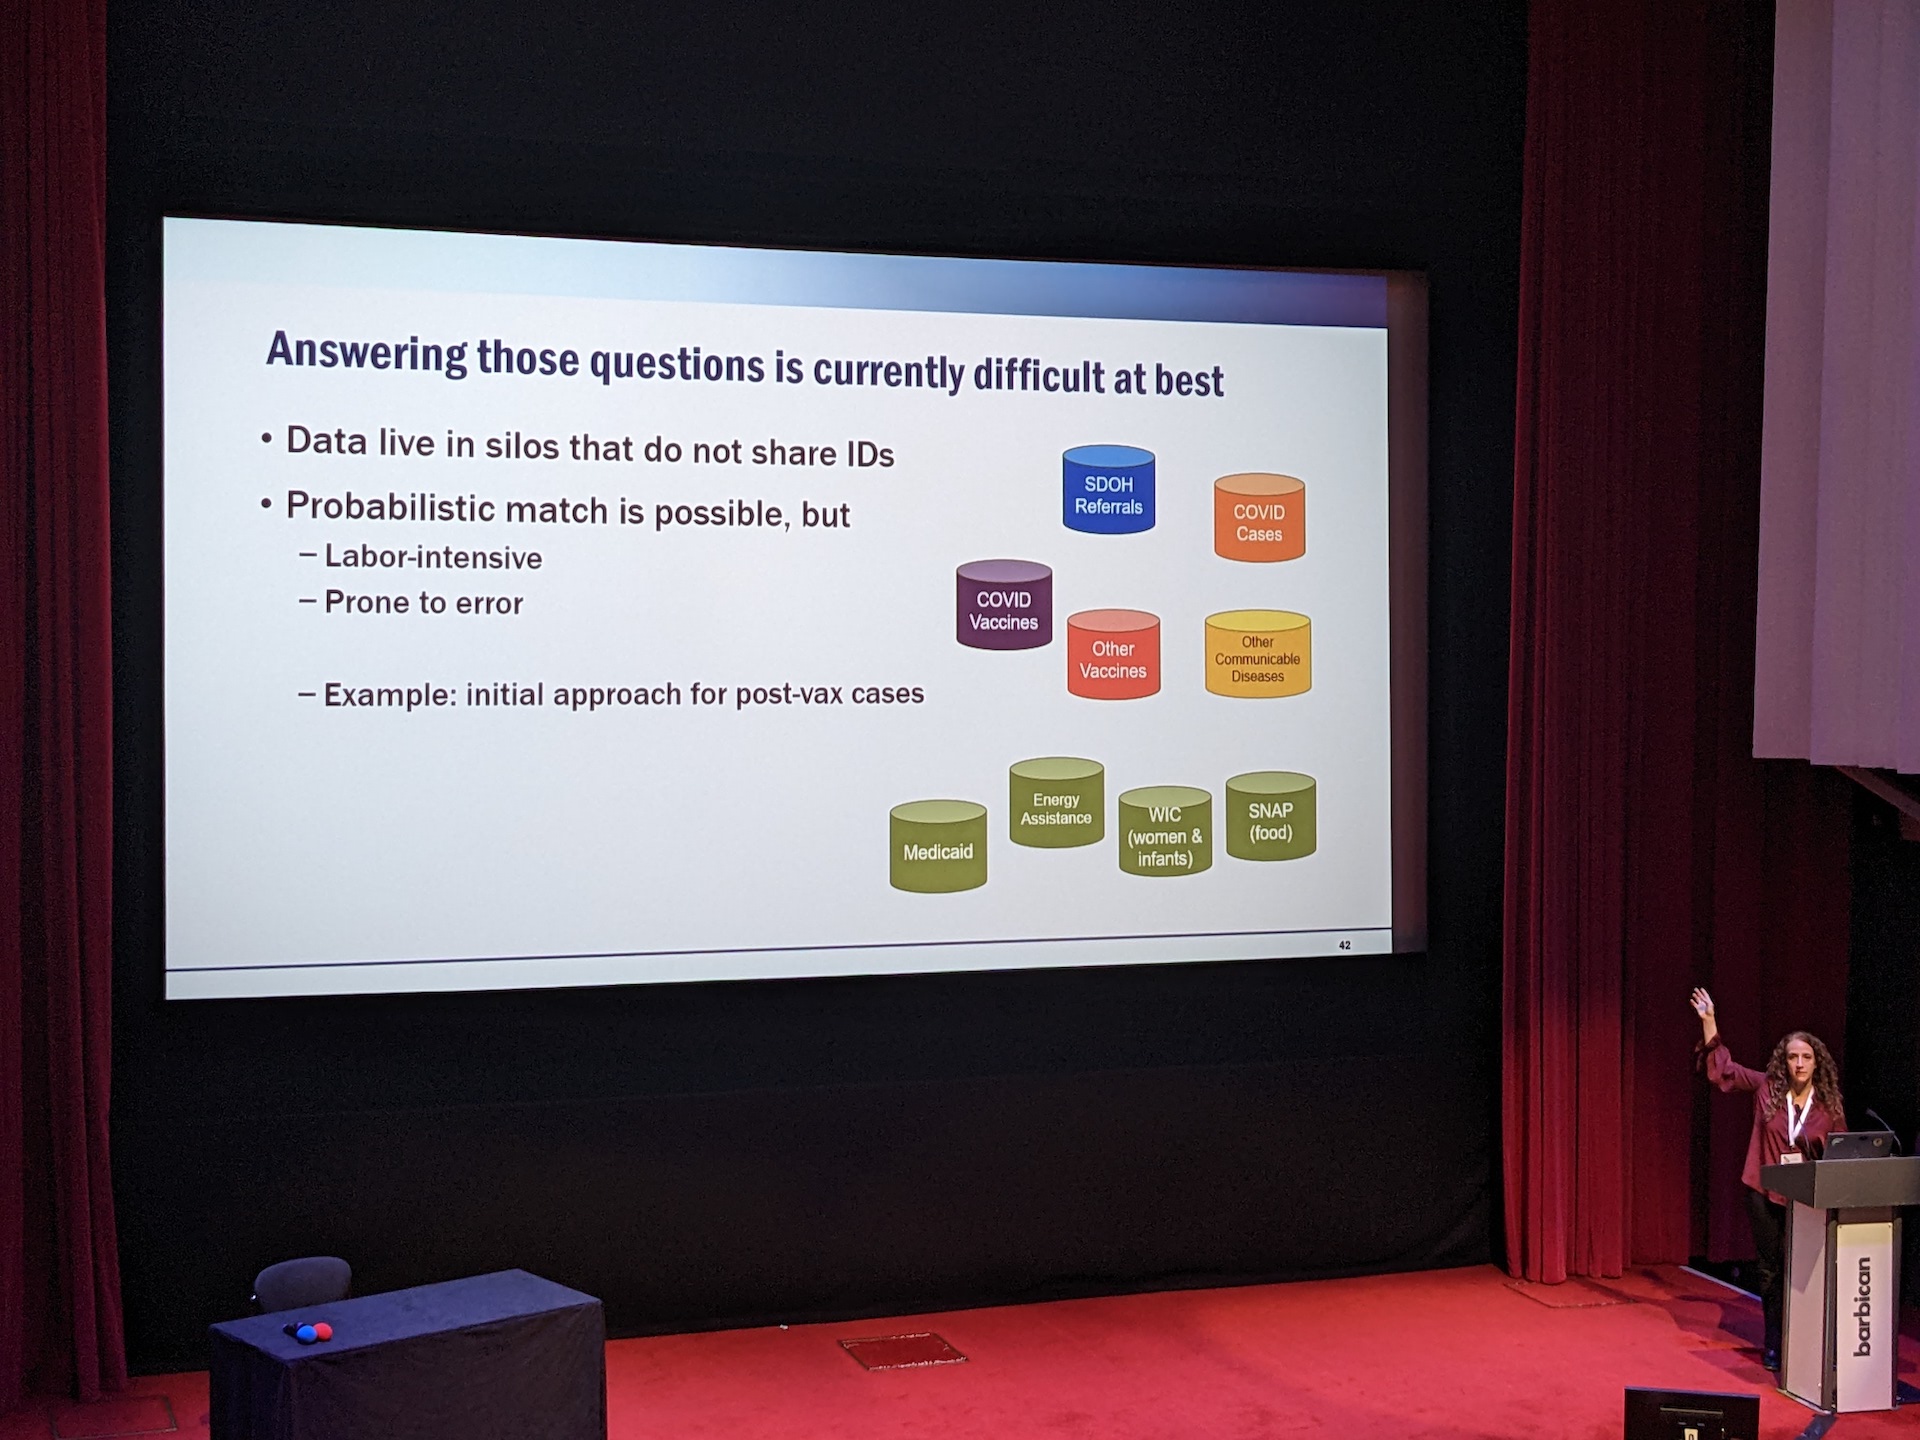 Answering those questions is currently difficult at best
• Data live in silos that do not share IDs
• Probabilistic match is possible, but
– Labor-intensive
– Prone to error
– Example: initial approach for post-vax cases
SDOH
Referrals
COVID
Cases
COVID
Vaccines
Other
Vaccines
Other
Communicable
Diseases
Medicaid
Energy
Assistance
WIC
(women &
infants)
SNAP
(food)
42
barbican